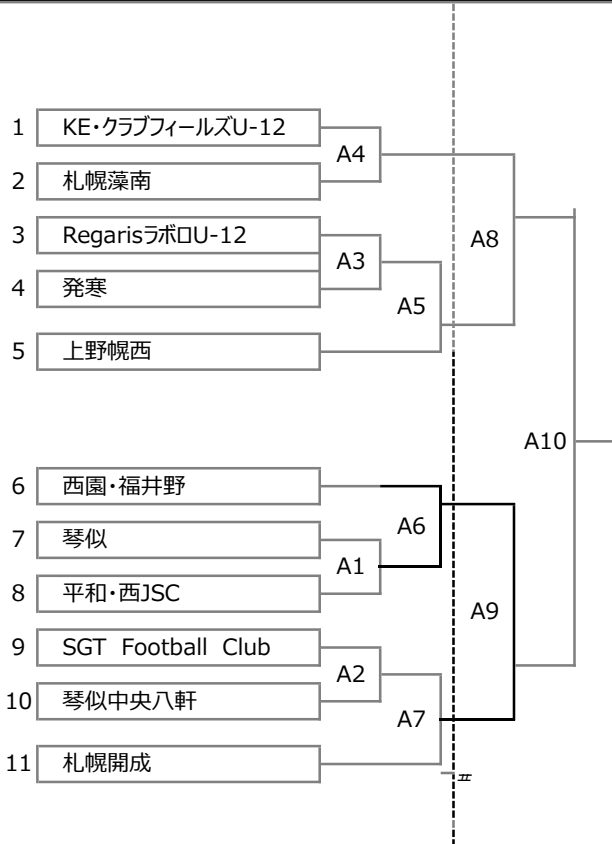 1 KE・クラブフィールズU-12
A4
2 札幌藻南
A8
3 RegarisラボロU-12
A3
4 発寒
A5
5 上野幌西
A10
6 西園・福井野
A6
7 琴似
A1
8 平和・西JSC
A9
9 SGT Football Club
A2
10 琴似中央八軒
A7
11 札幌開成